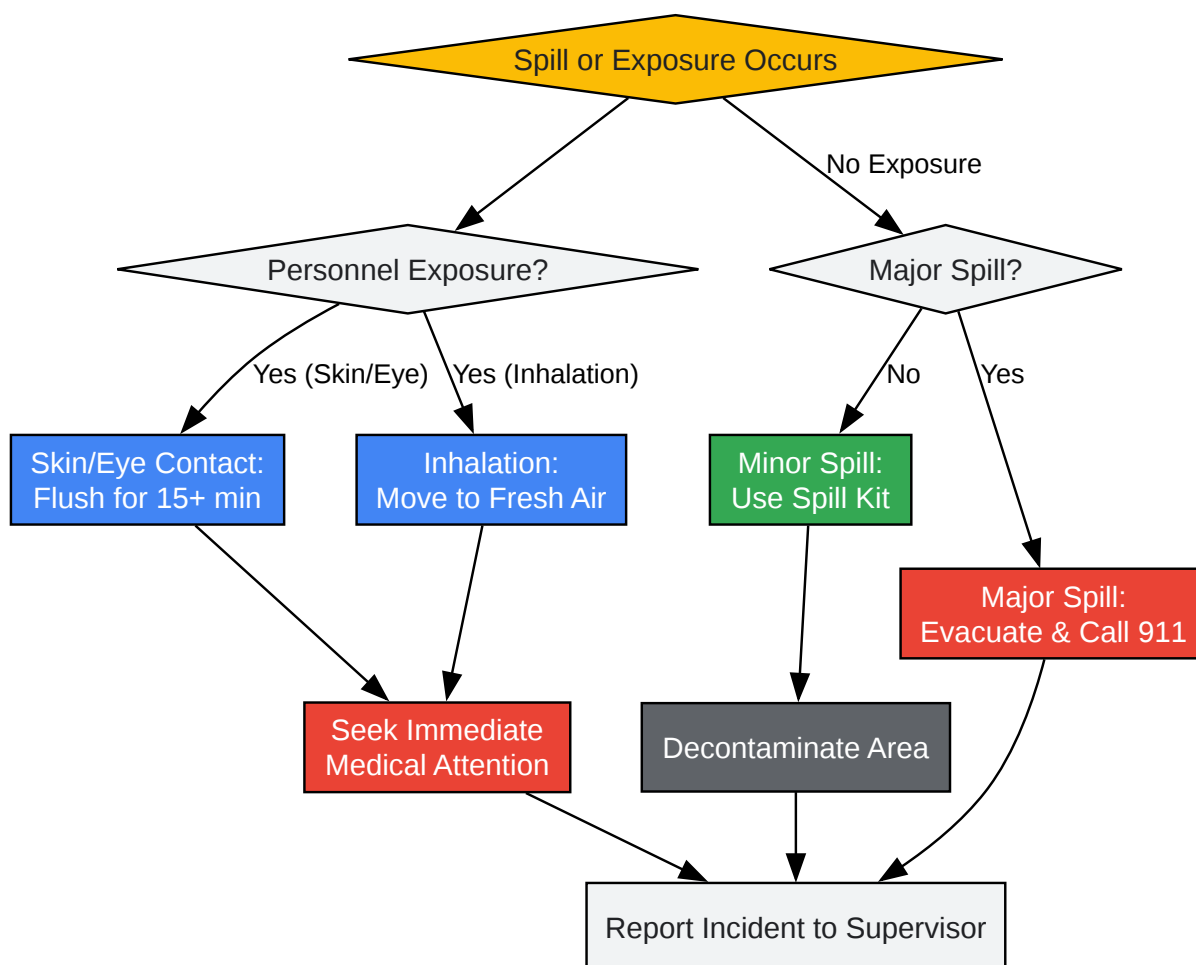 Spill or Exposure Occurs
No Exposure
Personnel Exposure?
Major Spill?
Yes (Skin/Eye)
Yes (Inhalation)
No
Yes
Skin/Eye Contact:
Flush for 15+ min
Inhalation:
Move to Fresh Air
Minor Spill:
Use Spill Kit
Major Spill:
Evacuate & Call 911
Seek Immediate
Medical Attention
Decontaminate Area
Report Incident to Supervisor